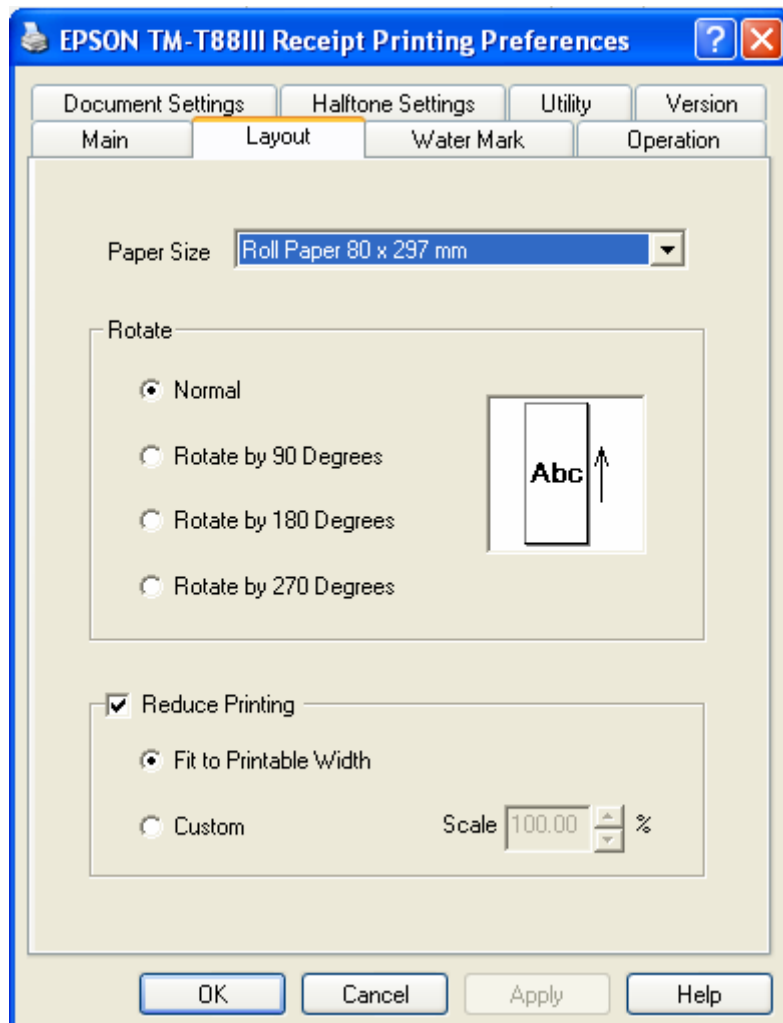 EPSON TM-T88III Receipt Printing Preferences ?
Document Settings Halftone Settings Utility Version
Main Layout Water Mark Operation
Paper Size Roll Paper 80 x 297 mm
Rotate
Normal
Rotate by 90 Degrees
Abc
Rotate by 180 Degrees
Rotate by 270 Degrees
Reduce Printing
Fit to Printable Width
Custom Scale 100.00 %
OK Cancel Apply Help